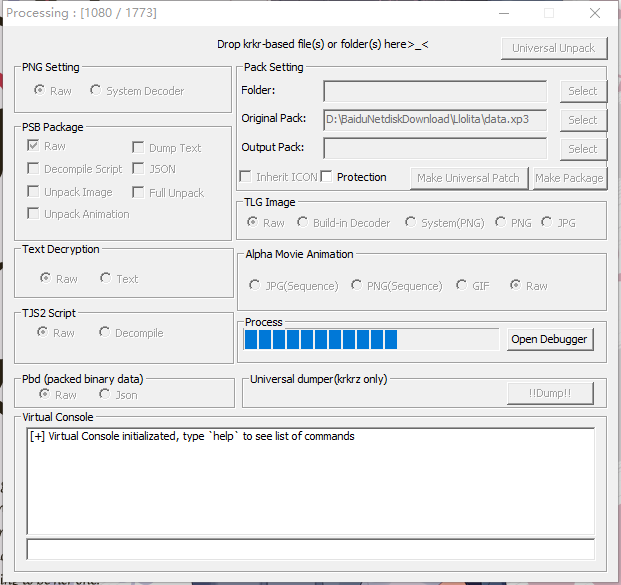 Processing : [1080 / 1773]
Drop krkr-based file(s) or folder(s) here>_<
Universal Unpack
PNG Setting
Raw
System Decoder
Pack Setting
Folder:
Select
Original Pack:
D:\BaiduNetdiskDownload\Llolita\data.xp3
Select
Output Pack:
Select
Inherit ICON
Protection
Make Universal Patch
Make Package
PSB Package
Raw
Dump Text
Decompile Script
JSON
Unpack Image
Full Unpack
Unpack Animation
TLG Image
Raw
Build-in Decoder
System(PNG)
PNG
JPG
Text Decryption
Raw
Text
Alpha Movie Animation
JPG(Sequence)
PNG(Sequence)
GIF
Raw
TJS2 Script
Raw
Decompile
Process
Open Debugger
Pbd (packed binary data)
Raw
Json
Universal dumper(krkrz only)
!!Dump!!
Virtual Console
[+] Virtual Console initializated, type `help` to see list of commands